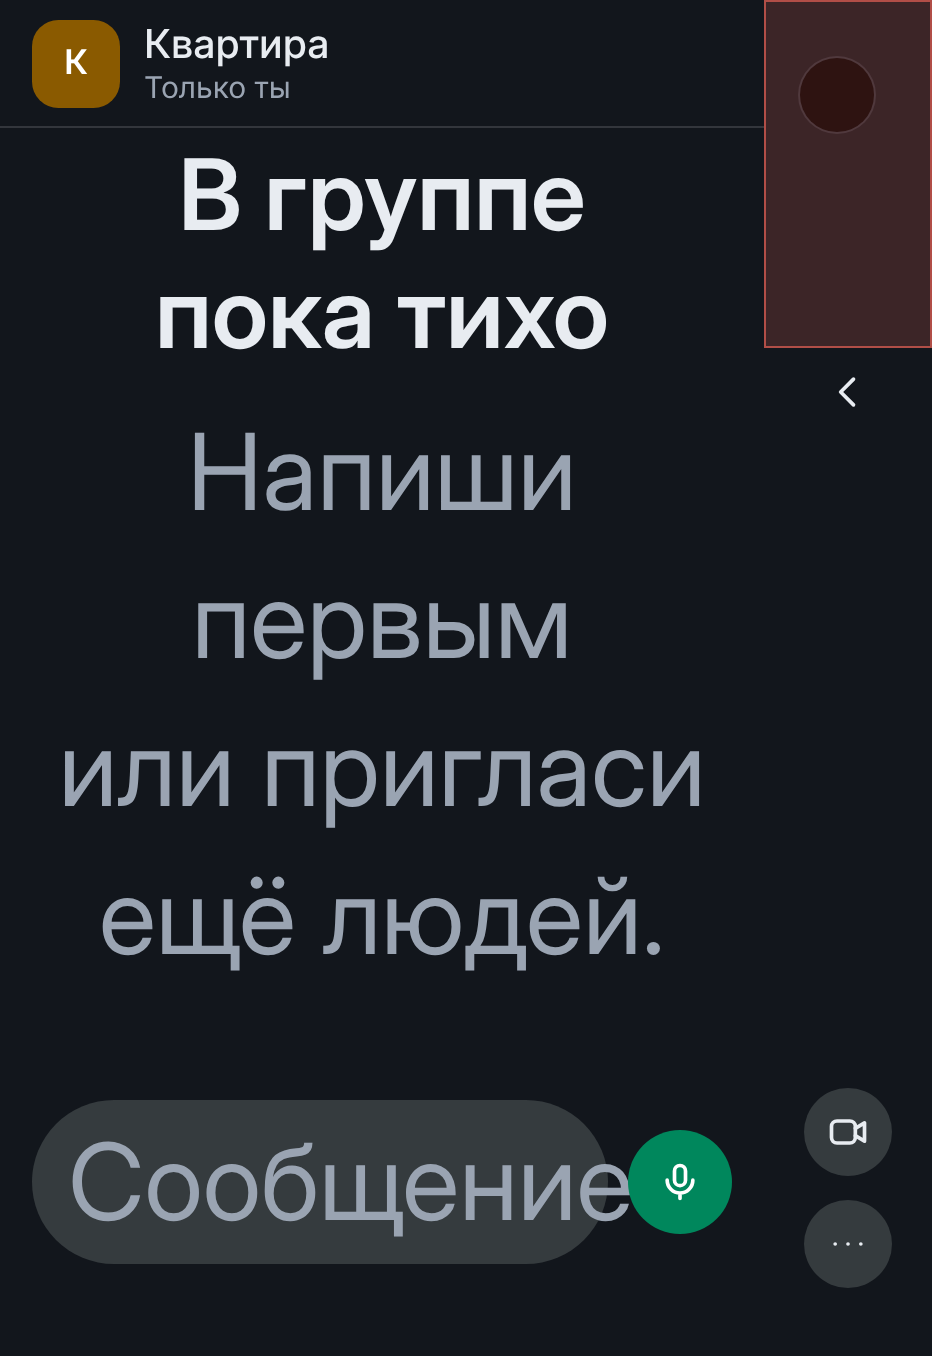 К
Квартира
Только ты
В группе
пока тихо
Напиши
первым
или пригласи
ещё людей.
Сообщение